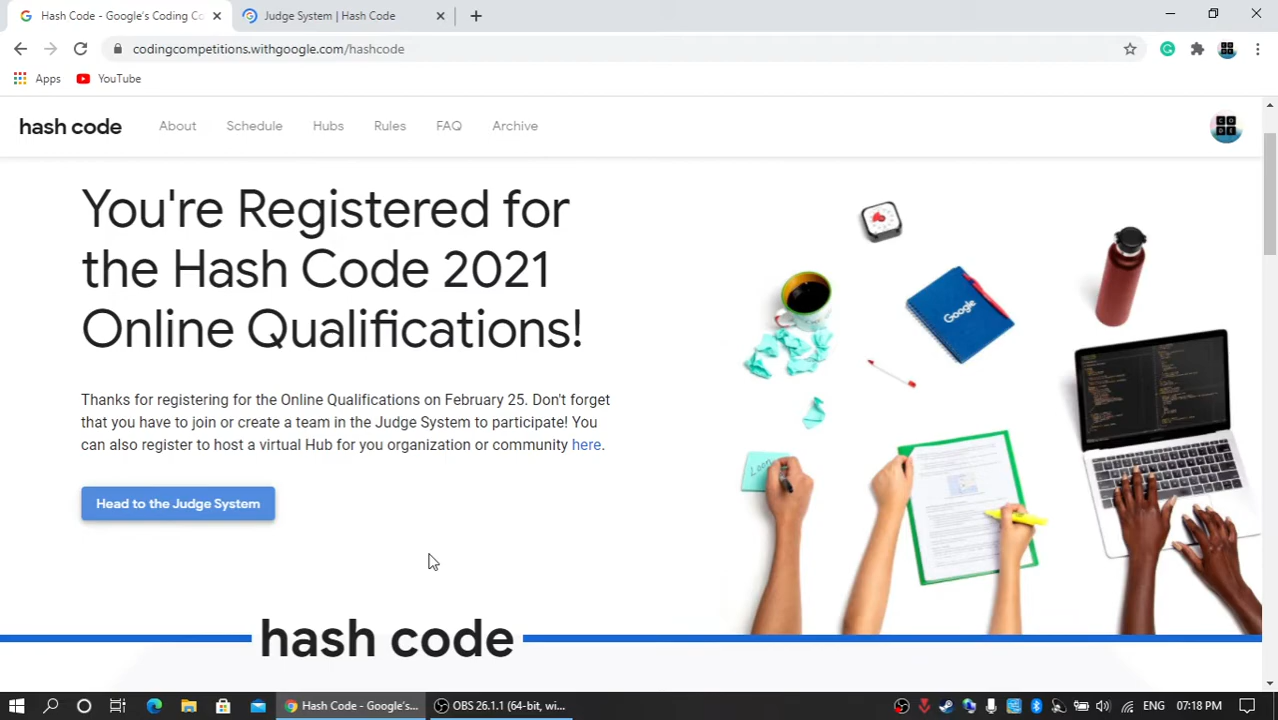 Hash Code - Google's Coding Co
Judge System | Hash Code
codingcompetitions.withgoogle.com/hashcode
Apps
YouTube
hash code
About
Schedule
Hubs
Rules
FAQ
Archive
CO
DE
You're Registered for
the Hash Code 2021
Online Qualifications!
Thanks for registering for the Online Qualifications on February 25. Don't forget
that you have to join or create a team in the Judge System to participate! You
can also register to host a virtual Hub for you organization or community here.
Head to the Judge System
Google
Loon
hash code
Hash Code - Google's...
OBS 26.1.1 (64-bit, wi...
ENG
07:18 PM